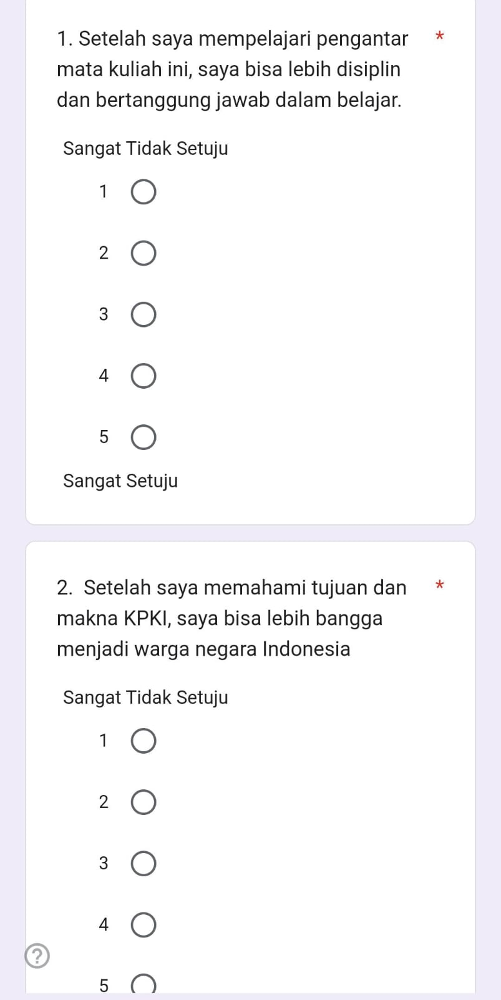 1. Setelah saya mempelajari pengantar *
mata kuliah ini, saya bisa lebih disiplin
dan bertanggung jawab dalam belajar.
Sangat Tidak Setuju
1
2
3
4
5
Sangat Setuju
2. Setelah saya memahami tujuan dan *
makna KPKI, saya bisa lebih bangga
menjadi warga negara Indonesia
Sangat Tidak Setuju
1
2
3
4
?
5